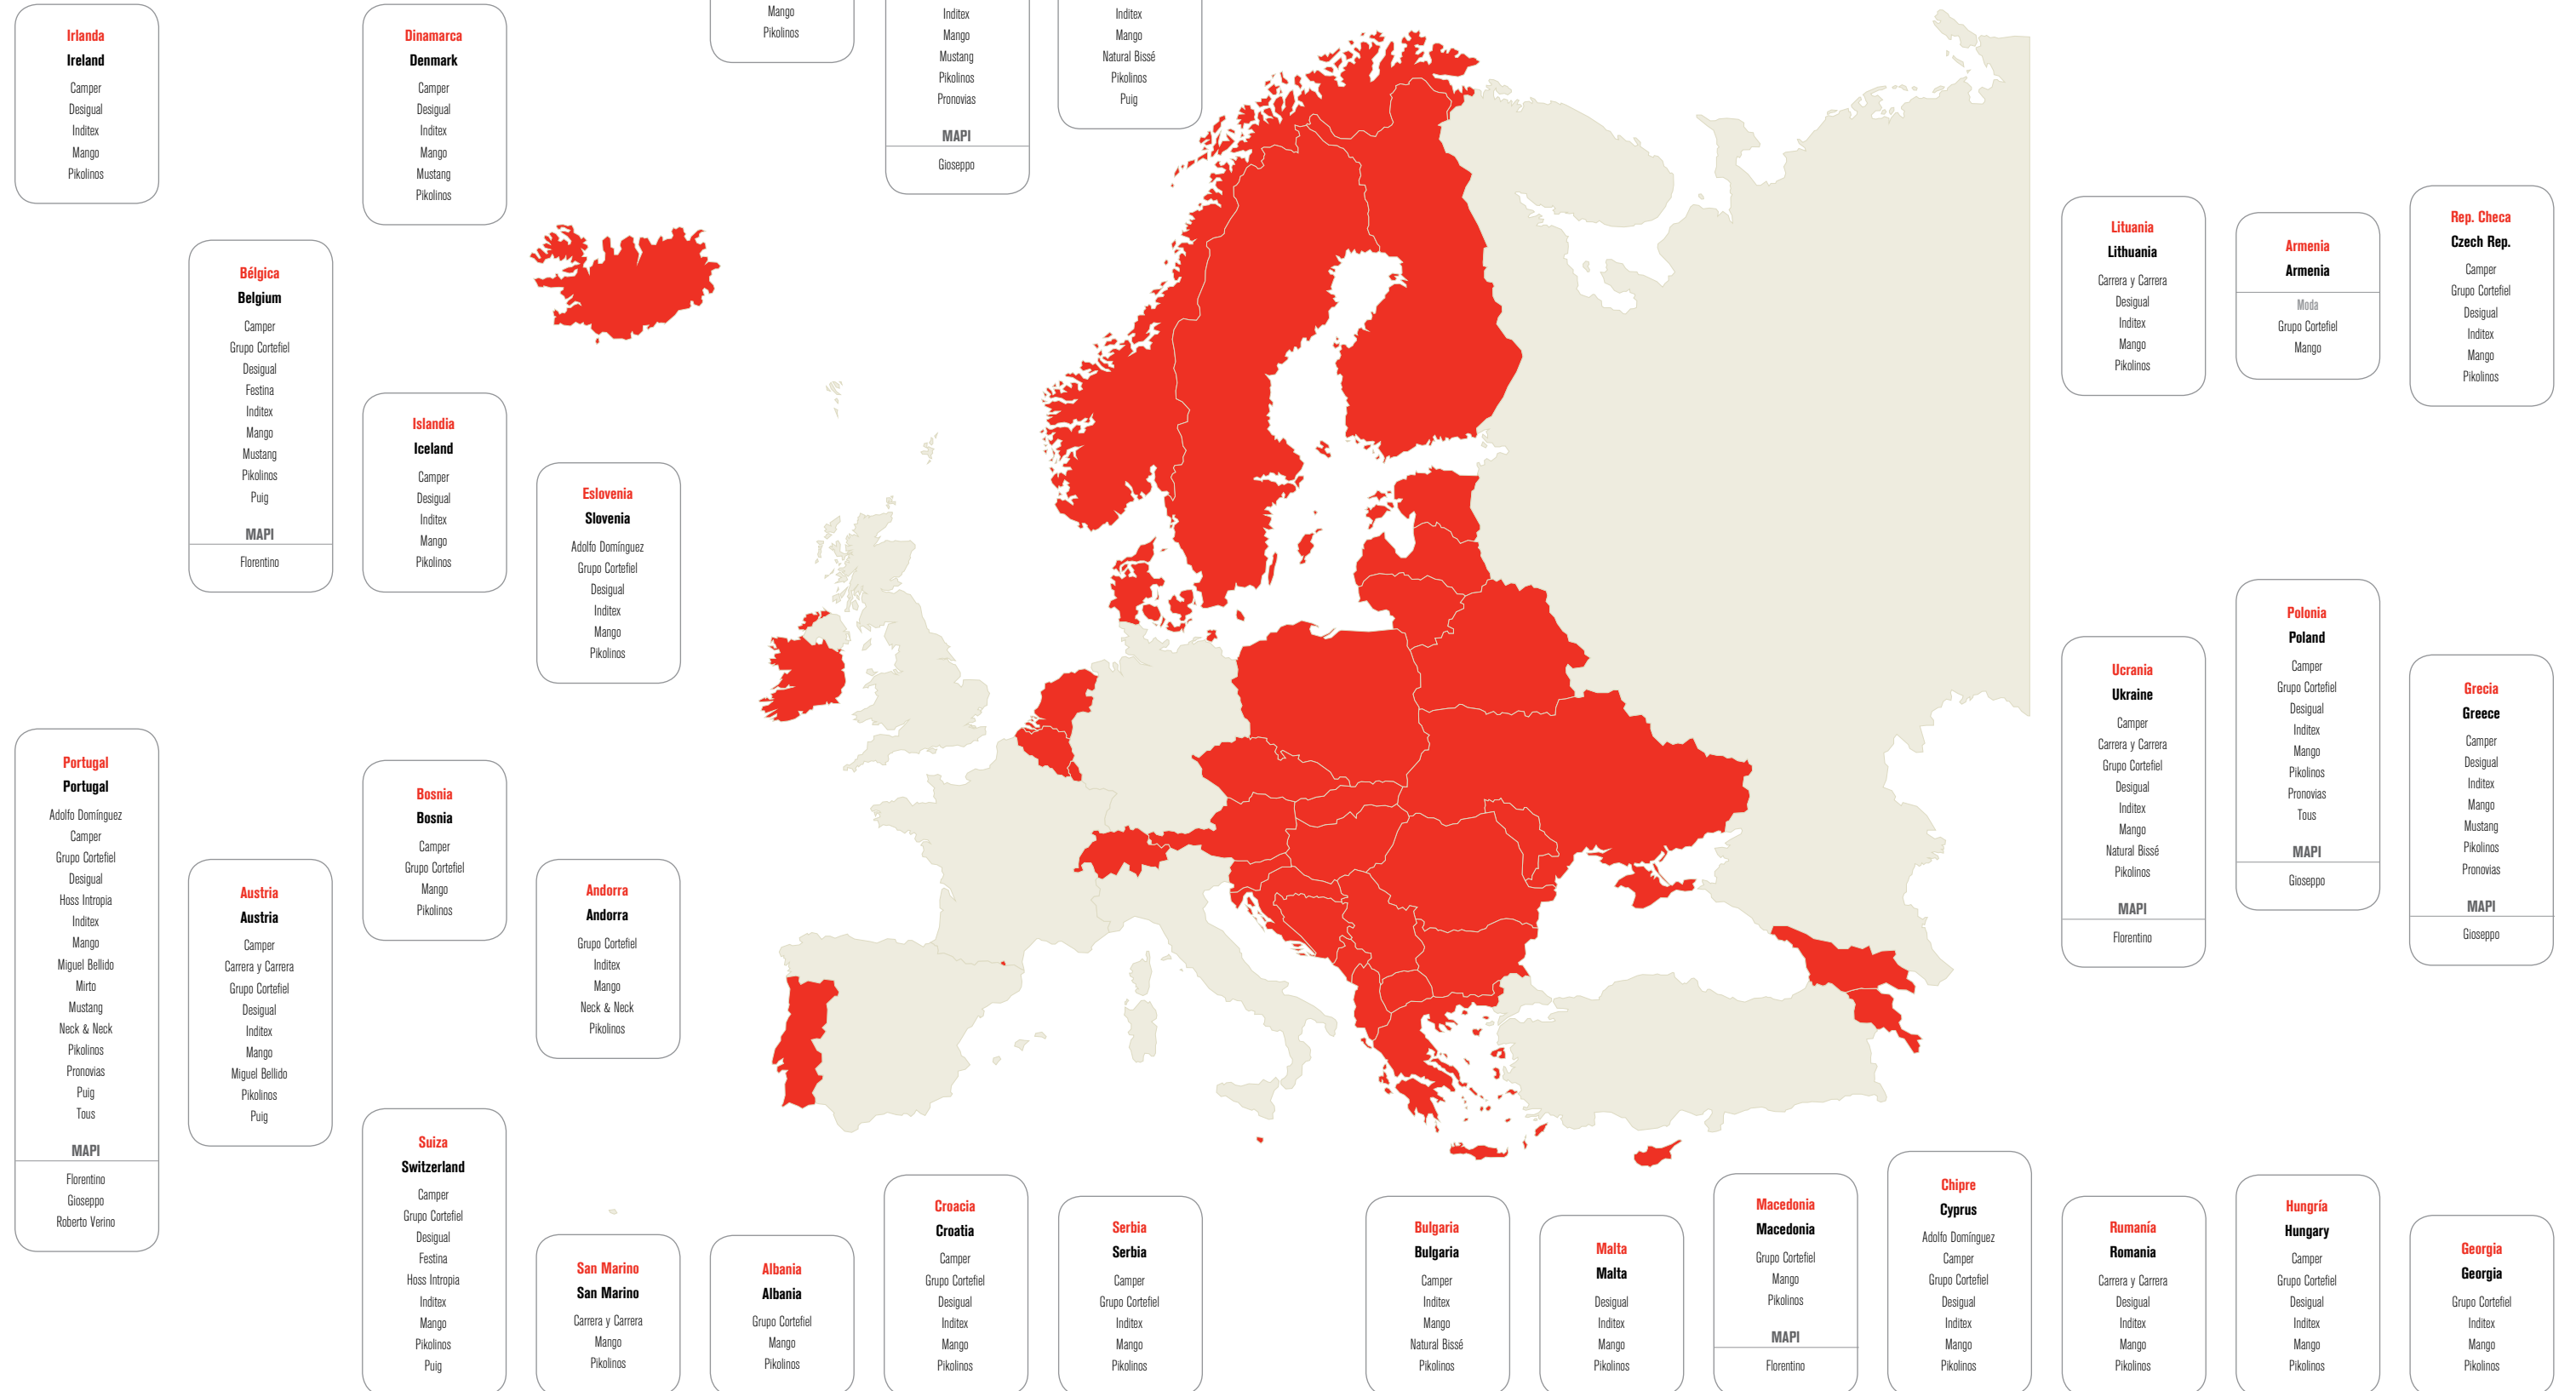 Irlanda
Ireland
Camper
Desigual
Inditex
Mango
Pikolinos
Dinamarca
Denmark
Camper
Desigual
Inditex
Mango
Mustang
Pikolinos
Mango
Pikolinos
Inditex
Mango
Mustang
Pikolinos
Pronovias
MAPI
Gioseppo
Inditex
Mango
Natural Bissé
Pikolinos
Puig
Bélgica
Belgium
Camper
Grupo Cortefiel
Desigual
Festina
Inditex
Mango
Mustang
Pikolinos
Puig
MAPI
Florentino
Islandia
Iceland
Camper
Desigual
Inditex
Mango
Pikolinos
Eslovenia
Slovenia
Adolfo Domínguez
Grupo Cortefiel
Desigual
Inditex
Mango
Pikolinos
Lituania
Lithuania
Carrera y Carrera
Desigual
Inditex
Mango
Pikolinos
Armenia
Armenia
Moda
Grupo Cortefiel
Mango
Rep. Checa
Czech Rep.
Camper
Grupo Cortefiel
Desigual
Inditex
Mango
Pikolinos
Portugal
Portugal
Adolfo Domínguez
Camper
Grupo Cortefiel
Desigual
Hoss Intropia
Inditex
Mango
Miguel Bellido
Mirto
Mustang
Neck & Neck
Pikolinos
Pronovias
Puig
Tous
MAPI
Florentino
Gioseppo
Roberto Verino
Austria
Austria
Camper
Carrera y Carrera
Grupo Cortefiel
Desigual
Inditex
Mango
Miguel Bellido
Pikolinos
Puig
Bosnia
Bosnia
Camper
Grupo Cortefiel
Mango
Pikolinos
Andorra
Andorra
Grupo Cortefiel
Inditex
Mango
Neck & Neck
Pikolinos
Ucrania
Ukraine
Camper
Carrera y Carrera
Grupo Cortefiel
Desigual
Inditex
Mango
Natural Bissé
Pikolinos
MAPI
Florentino
Polonia
Poland
Camper
Grupo Cortefiel
Desigual
Inditex
Mango
Pikolinos
Pronovias
Tous
MAPI
Gioseppo
Grecia
Greece
Camper
Desigual
Inditex
Mango
Mustang
Pikolinos
Pronovias
MAPI
Gioseppo
Suiza
Switzerland
Camper
Grupo Cortefiel
Desigual
Festina
Hoss Intropia
Inditex
Mango
Pikolinos
Puig
San Marino
San Marino
Carrera y Carrera
Mango
Pikolinos
Albania
Albania
Grupo Cortefiel
Mango
Pikolinos
Croacia
Croatia
Camper
Grupo Cortefiel
Desigual
Inditex
Mango
Pikolinos
Serbia
Serbia
Camper
Grupo Cortefiel
Inditex
Mango
Pikolinos
Bulgaria
Bulgaria
Camper
Inditex
Mango
Natural Bissé
Pikolinos
Malta
Malta
Desigual
Inditex
Mango
Pikolinos
Macedonia
Macedonia
Grupo Cortefiel
Mango
Pikolinos
MAPI
Florentino
Chipre
Cyprus
Adolfo Domínguez
Camper
Grupo Cortefiel
Desigual
Inditex
Mango
Pikolinos
Rumanía
Romania
Carrera y Carrera
Desigual
Inditex
Mango
Pikolinos
Hungría
Hungary
Camper
Grupo Cortefiel
Desigual
Inditex
Mango
Pikolinos
Georgia
Georgia
Grupo Cortefiel
Inditex
Mango
Pikolinos